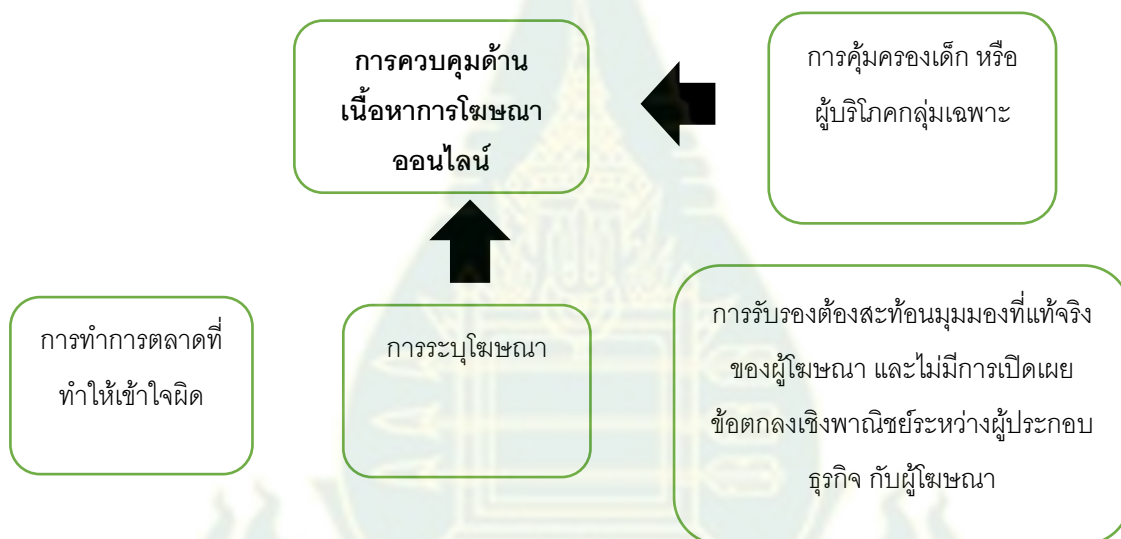 การควบคุมด้าน
เนื้อหาการโฆษณา
ออนไลน์
การคุ้มครองเด็ก หรือ
ผู้บริโภคกลุ่มเฉพาะ
การทำการตลาดที่
ทำให้เข้าใจผิด
การระบุโฆษณา
การรับรองต้องสะท้อนมุมมองที่แท้จริง
ของผู้โฆษณา และไม่มีการเปิดเผย
ข้อตกลงเชิงพาณิชย์ระหว่างผู้ประกอบ
ธุรกิจ กับผู้โฆษณา